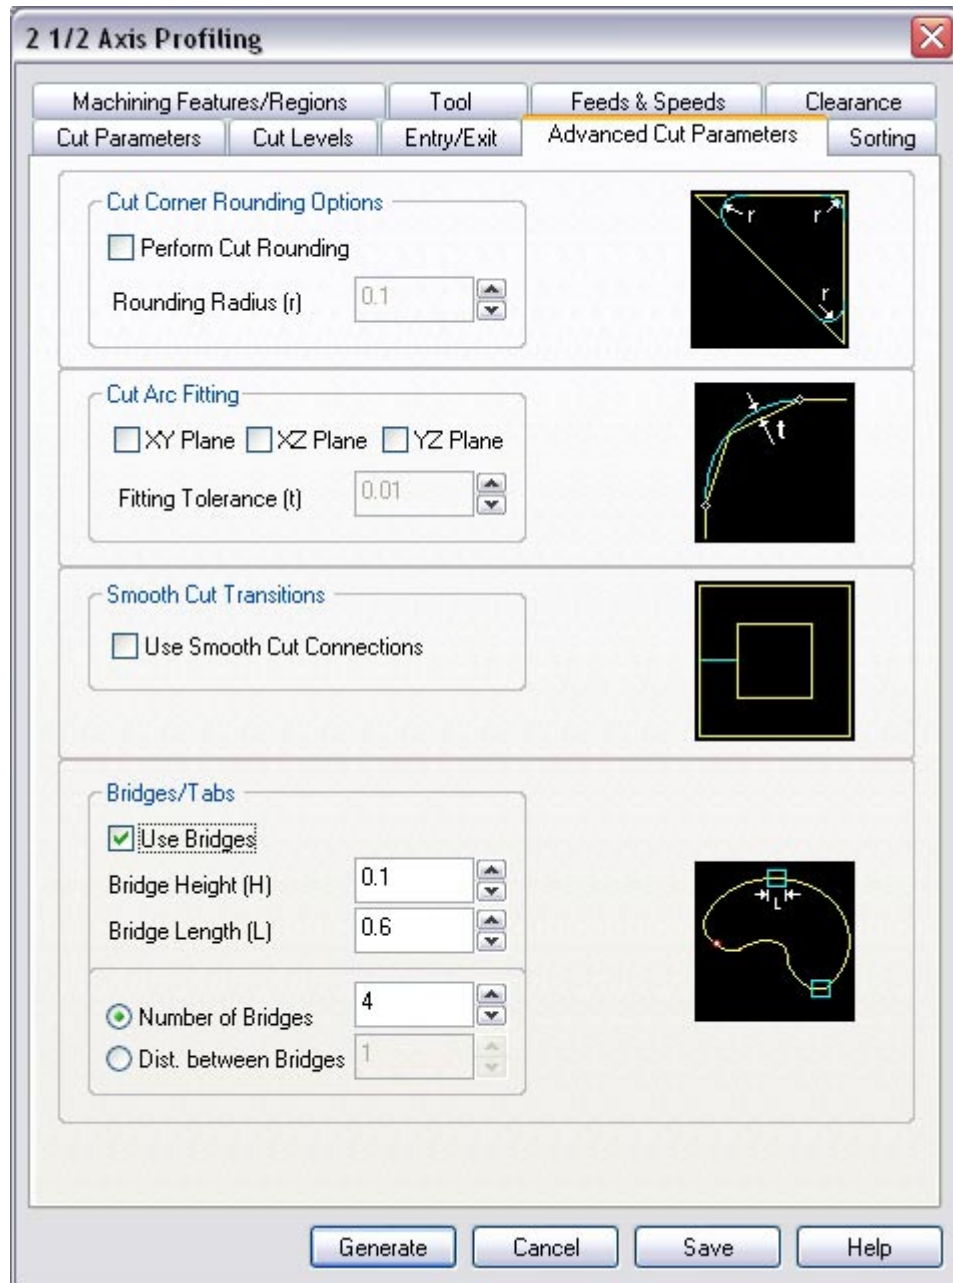 2 1/2 Axis Profiling
Machining Features/Regions Tool Feeds & Speeds Clearance
Cut Parameters Cut Levels Entry/Exit Advanced Cut Parameters Sorting
Cut Corner Rounding Options
Perform Cut Rounding
Rounding Radius (r) 0.1
r r
r
Cut Arc Fitting
XY Plane XZ Plane YZ Plane
Fitting Tolerance (t) 0.01
t
Smooth Cut Transitions
Use Smooth Cut Connections
Bridges/Tabs
Use Bridges
Bridge Height (H) 0.1
Bridge Length (L) 0.6
L
Number of Bridges 4
Dist. between Bridges 1
Generate Cancel Save Help